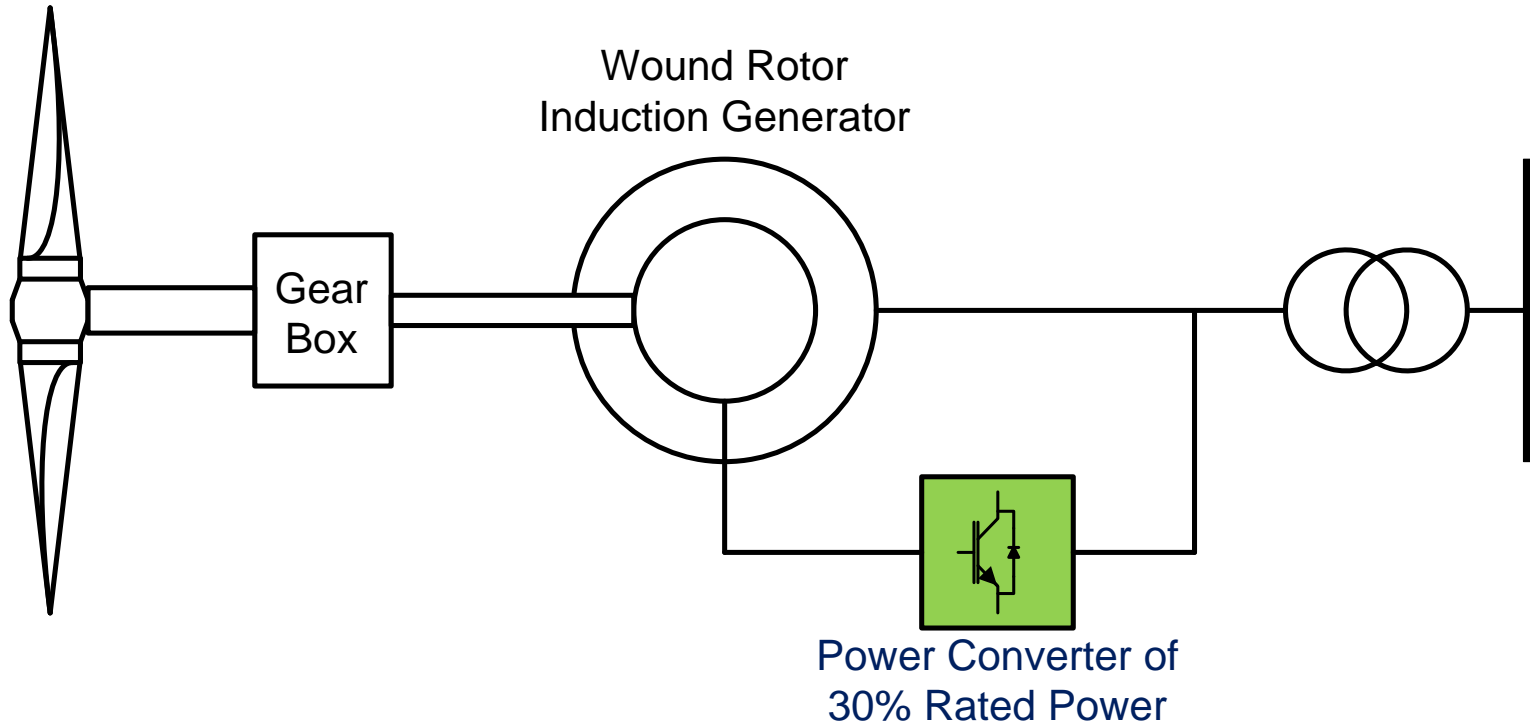 Wound Rotor
Induction Generator
Gear
Box
Power Converter of
30% Rated Power